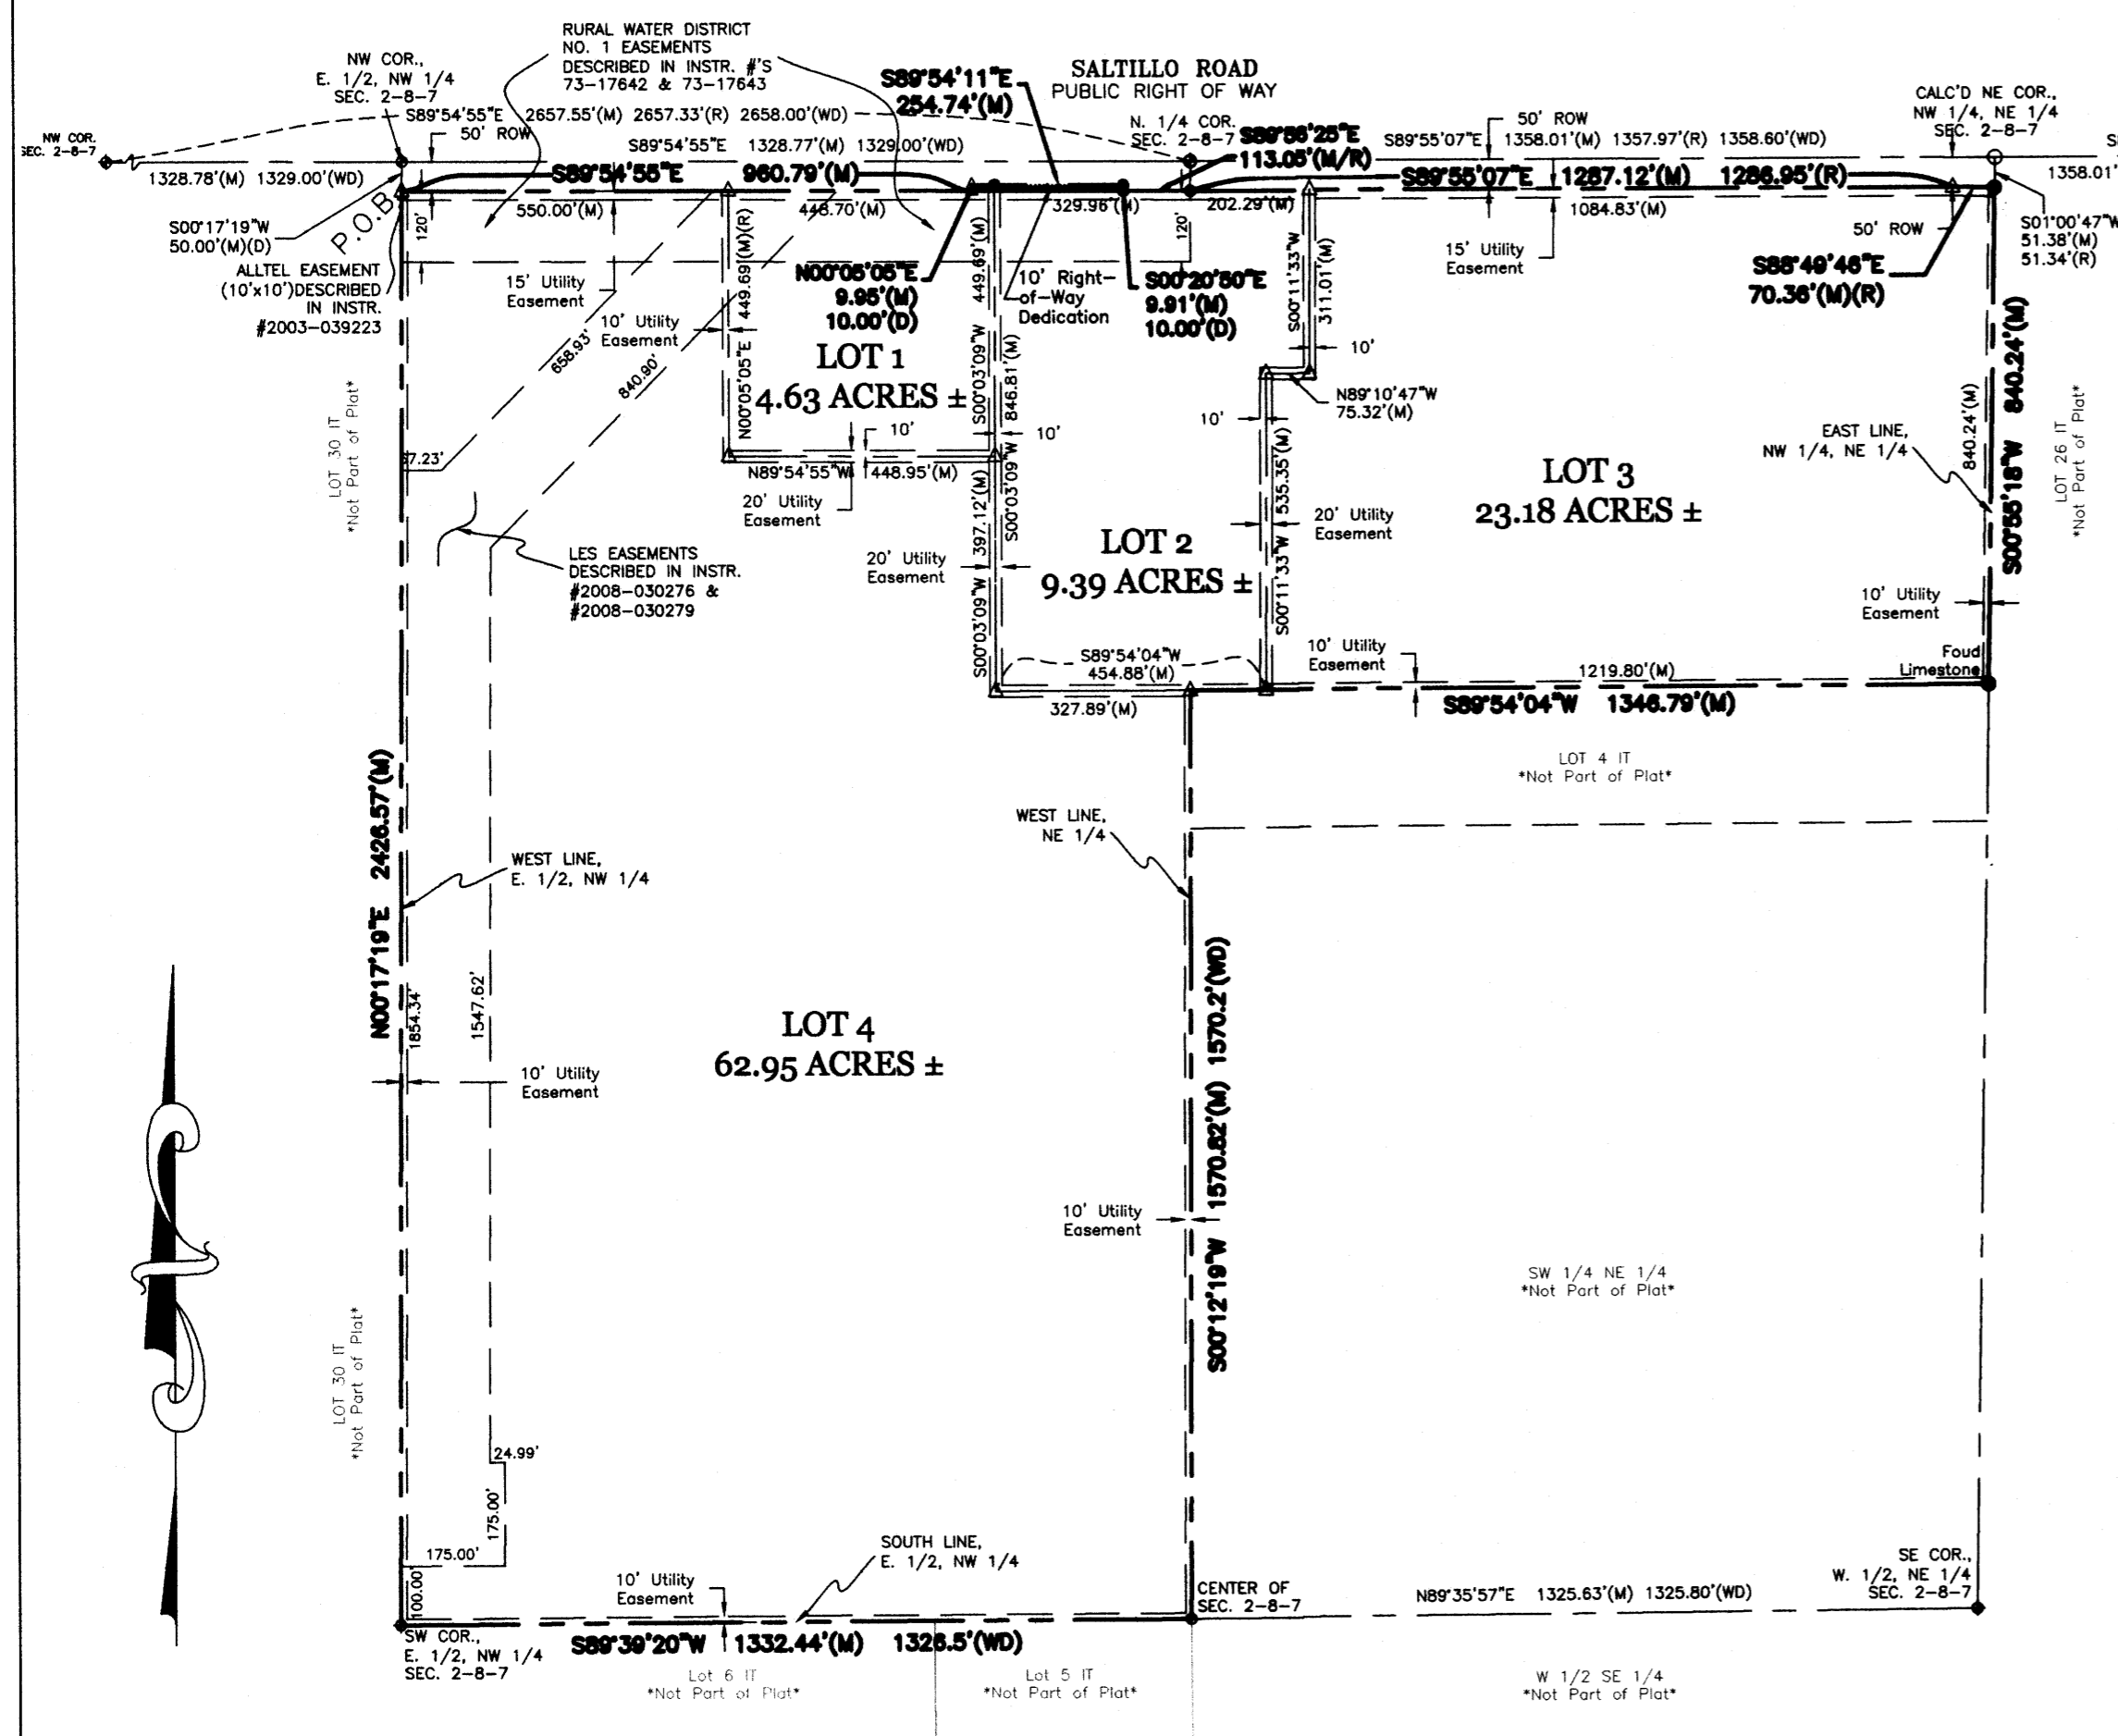 RURAL WATER DISTRICT
NO. 1 EASEMENTS
DESCRIBED IN INSTR. #'S
73-17642 & 73-17643
NW COR.,
E. 1/2, NW 1/4
SEC. 2-8-7
NW COR.
SEC. 2-8-7
S89°54'55"E 2657.55'(M) 2657.33'(R) 2658.00'(WD)
50' ROW
S89°54'55"E 1328.77'(M) 1329.00'(WD)
1328.78'(M) 1329.00'(WD)
S89°54'11"E
254.74'(M)
SALTILLO ROAD
PUBLIC RIGHT OF WAY
N. 1/4 COR.
SEC. 2-8-7
S89°56'25"E
113.05'(M/R)
50' ROW
S89°55'07"E 1358.01'(M) 1357.97'(R) 1358.60'(WD)
CALC'D NE COR.,
NW 1/4, NE 1/4
SEC. 2-8-7
1358.01'
S89°54'55"E 960.79'(M)
S89°55'07"E 1287.12'(M) 1286.95'(R)
550.00'(M)
448.70'(M)
329.96'(M)
202.29'(M)
1084.83'(M)
S00°17'19"W
50.00'(M)(D)
P.O.B.
120'
120'
ALLTEL EASEMENT
(10'x10')DESCRIBED
IN INSTR.
#2003-039223
15' Utility
Easement
10' Utility
Easement
658.93'
840.90'
67.23'
N00°05'05"E 449.69'(M)(R)
N00°05'05"E
9.95'(M)
10.00'(D)
10' Right-
of-Way
Dedication
S00°20'50"E
9.91'(M)
10.00'(D)
15' Utility
Easement
50' ROW
S01°00'47"W
51.38'(M)
51.34'(R)
S88°49'46"E
70.36'(M)(R)
S00°11'33"W
311.01'(M)
10'
N89°10'47"W
75.32'(M)
10'
LOT 1
4.63 ACRES ±
S00°03'09"W 449.69'(M)
S00°03'09"W 846.81'(M)
10'
10'
N89°54'55"W 448.95'(M)
20' Utility
Easement
LOT 30 IT
*Not Part of Plat*
LES EASEMENTS
DESCRIBED IN INSTR.
#2008-030276 &
#2008-030279
20' Utility
Easement
S00°03'09"W 397.12'(M)
LOT 2
9.39 ACRES ±
S00°11'33"W 535.35'(M)
20' Utility
Easement
LOT 3
23.18 ACRES ±
EAST LINE,
NW 1/4, NE 1/4
840.24'(M)
S00°55'18"W 840.24'(M)
LOT 26 IT
*Not Part of Plat*
10' Utility
Easement
Foud
Limestone
S89°54'04"W
454.88'(M)
327.89'(M)
10' Utility
Easement
1219.80'(M)
S89°54'04"W 1346.79'(M)
LOT 4 IT
*Not Part of Plat*
WEST LINE,
NE 1/4
N00°17'19"E 2426.57'(M)
WEST LINE,
E. 1/2, NW 1/4
1854.34'
1547.62'
LOT 4
62.95 ACRES ±
10' Utility
Easement
S00°12'19"W 1570.82'(M) 1570.2'(WD)
10' Utility
Easement
SW 1/4 NE 1/4
*Not Part of Plat*
LOT 30 IT
*Not Part of Plat*
24.99'
175.00'
175.00'
100.00'
SOUTH LINE,
E. 1/2, NW 1/4
10' Utility
Easement
CENTER OF
SEC. 2-8-7
N89°35'57"E 1325.63'(M) 1325.80'(WD)
SE COR.,
W. 1/2, NE 1/4
SEC. 2-8-7
SW COR.,
E. 1/2, NW 1/4
SEC. 2-8-7
S89°39'20"W 1332.44'(M) 1326.5'(WD)
Lot 6 IT
*Not Part of Plat*
Lot 5 IT
*Not Part of Plat*
W 1/2 SE 1/4
*Not Part of Plat*